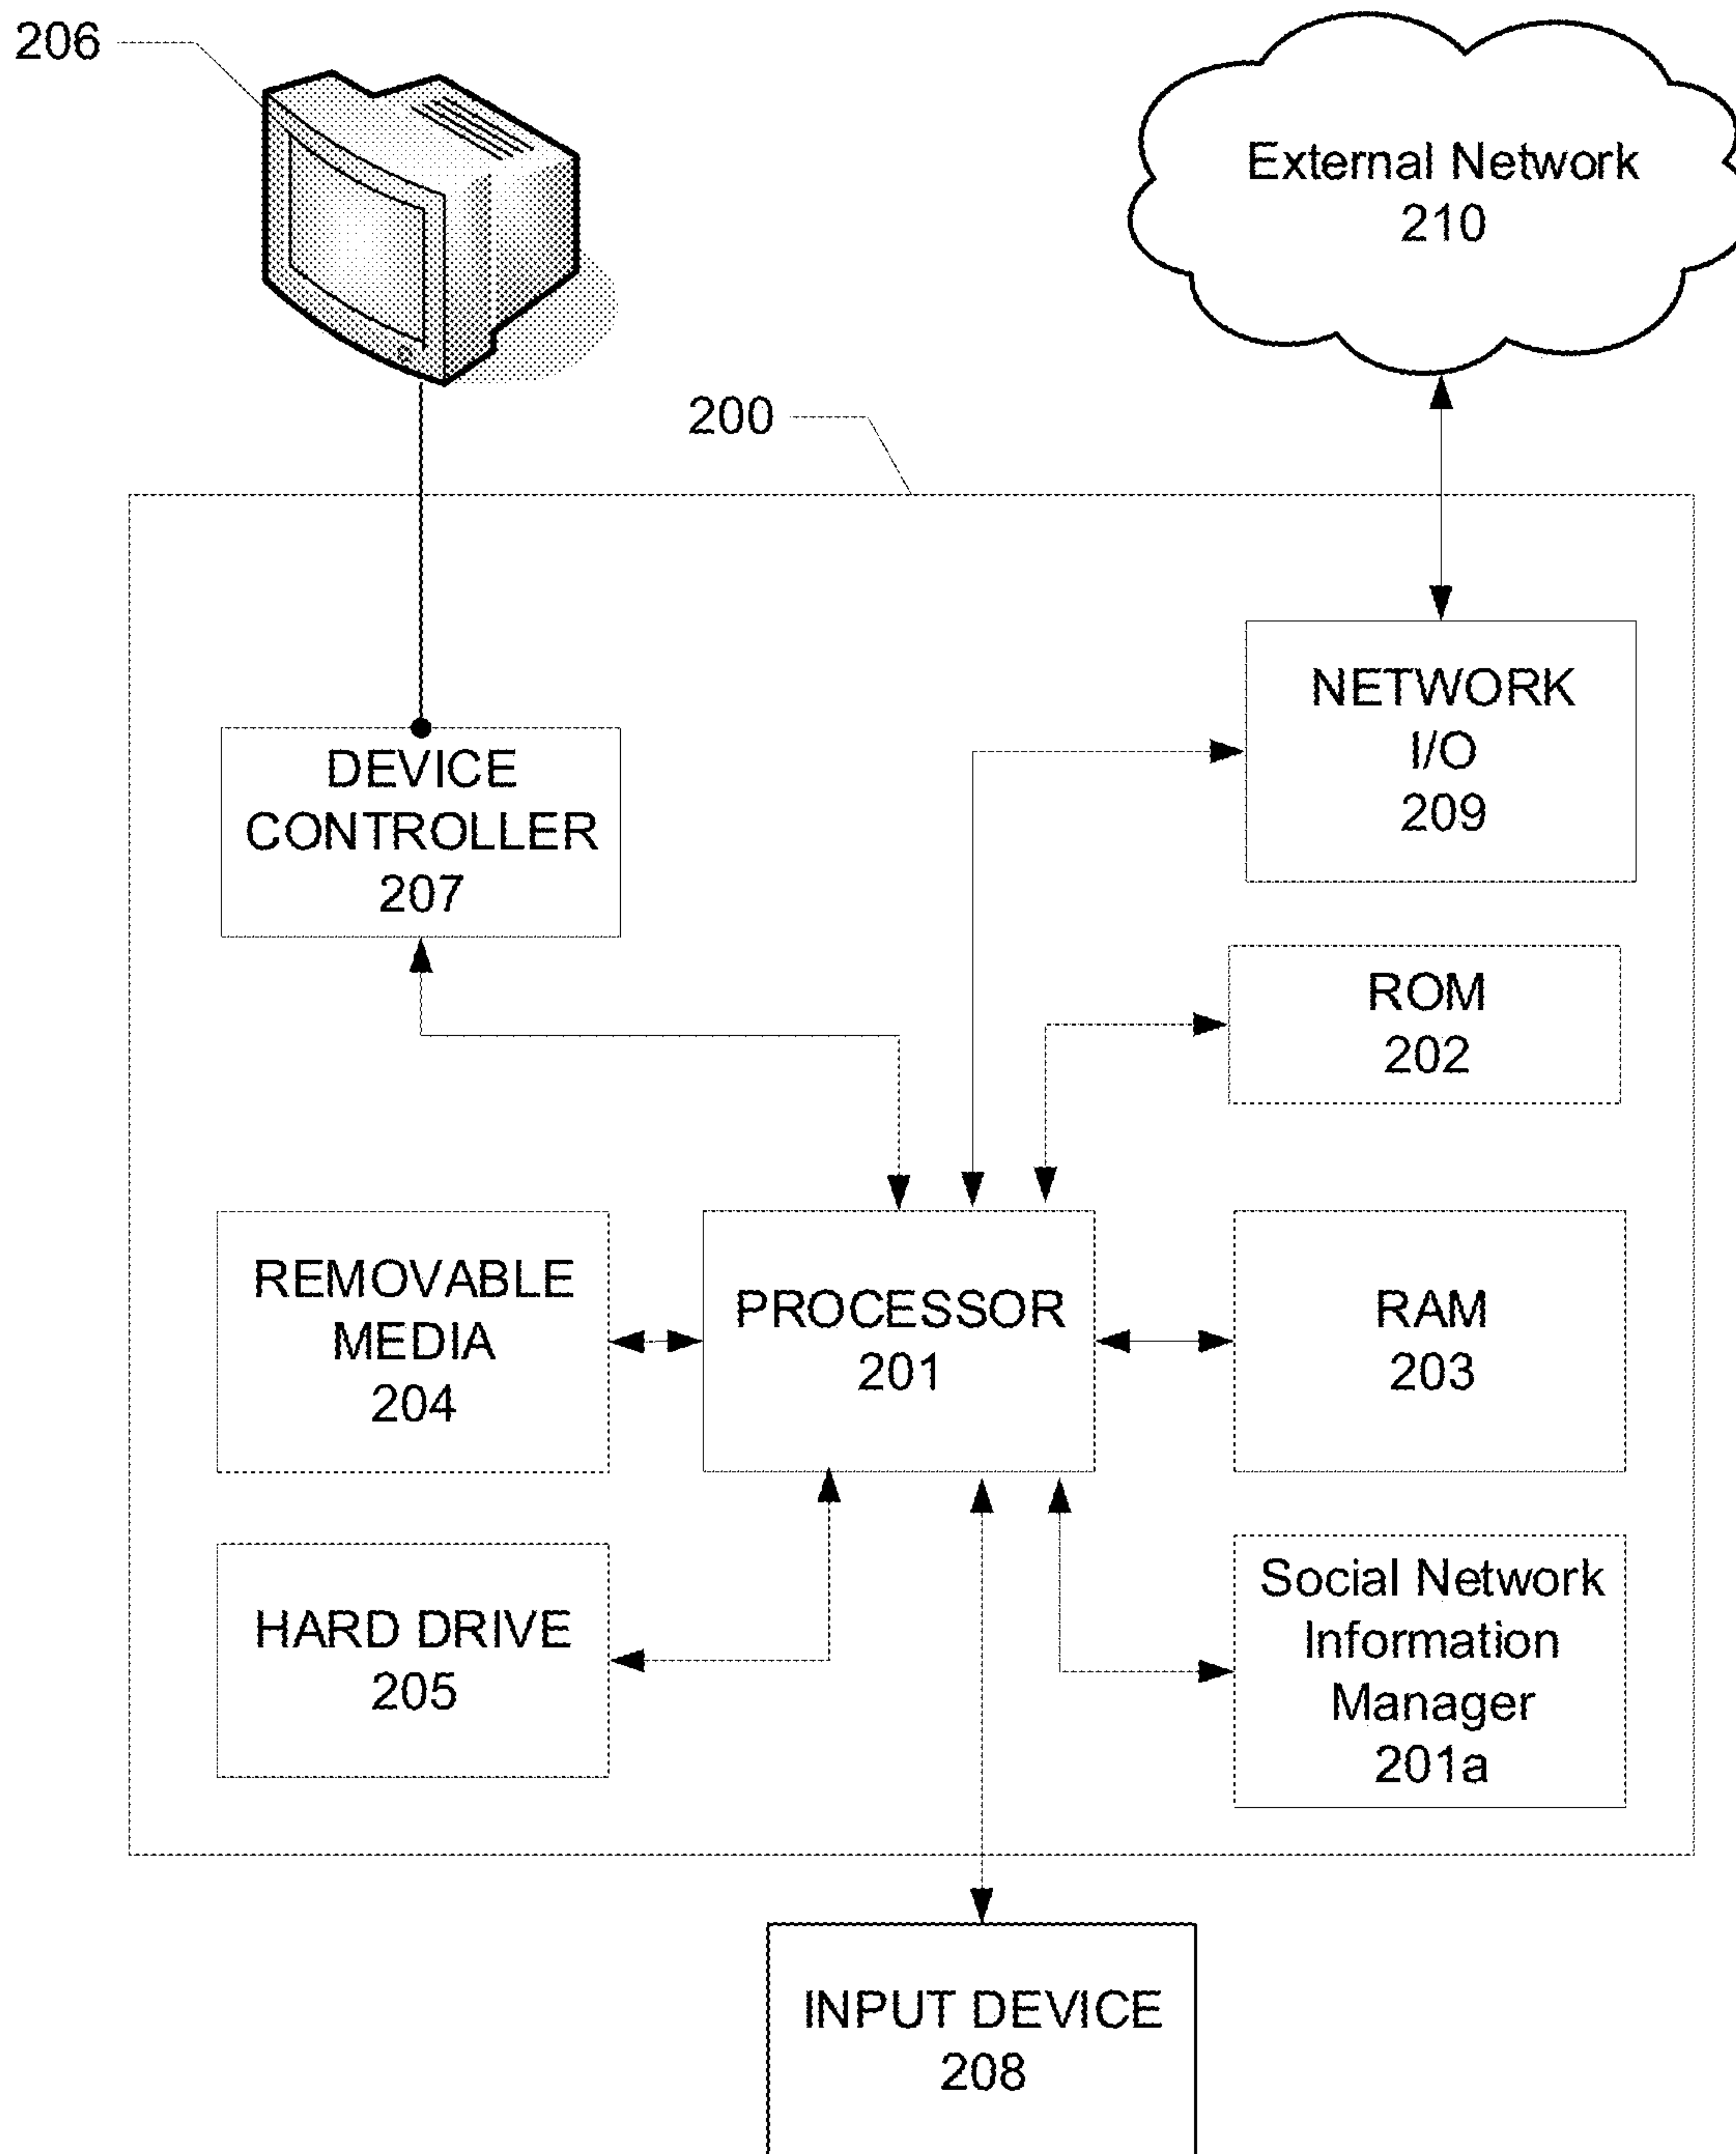 206
External Network
210
200
NETWORK
I/O
209
DEVICE
CONTROLLER
207
ROM
202
REMOVABLE
MEDIA
204
PROCESSOR
201
RAM
203
HARD DRIVE
205
Social Network
Information
Manager
201a
INPUT DEVICE
208